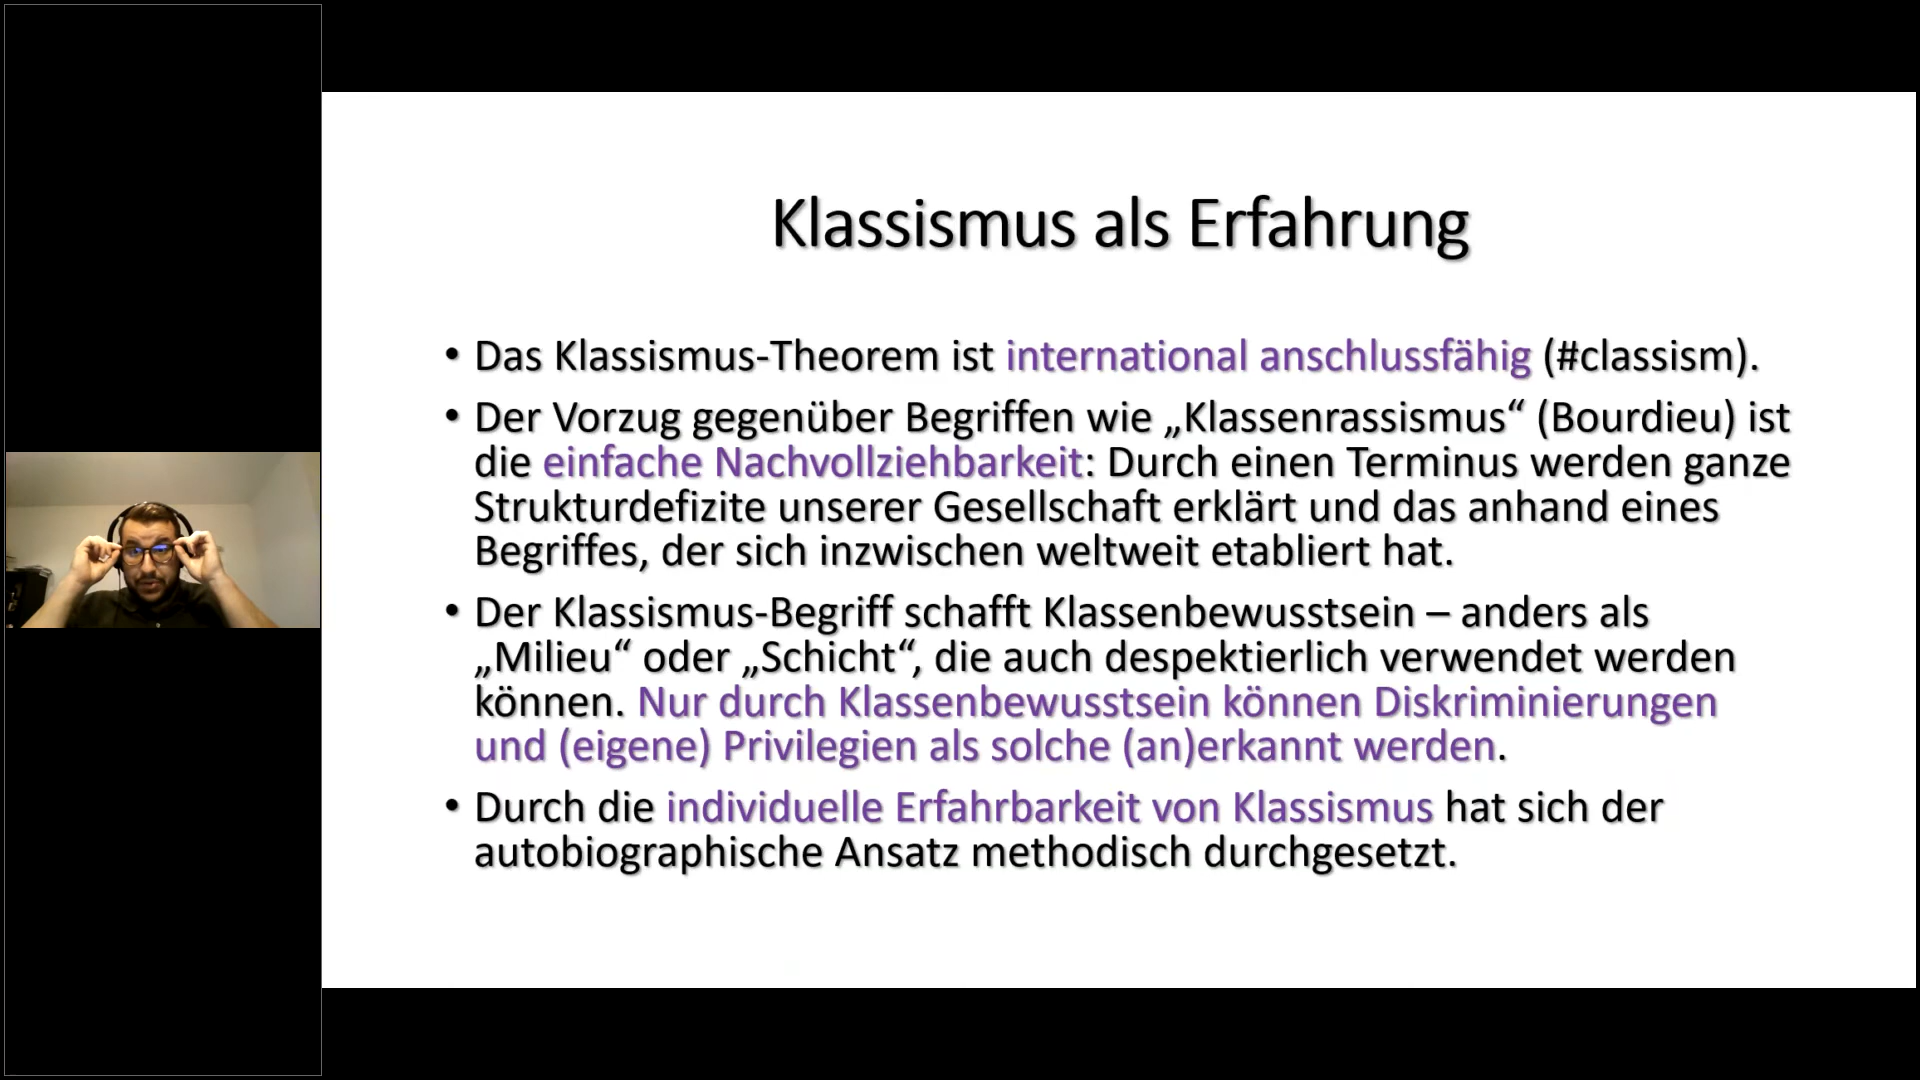 Klassismus als Erfahrung
• Das Klassismus-Theorem ist international anschlussfähig (#classism).
• Der Vorzug gegenüber Begriffen wie „Klassenrassismus“ (Bourdieu) ist
die einfache Nachvollziehbarkeit: Durch einen Terminus werden ganze
Strukturdefizite unserer Gesellschaft erklärt und das anhand eines
Begriffes, der sich inzwischen weltweit etabliert hat.
• Der Klassismus-Begriff schafft Klassenbewusstsein – anders als
„Milieu“ oder „Schicht“, die auch despektierlich verwendet werden
können. Nur durch Klassenbewusstsein können Diskriminierungen
und (eigene) Privilegien als solche (an)erkannt werden.
• Durch die individuelle Erfahrbarkeit von Klassismus hat sich der
autobiographische Ansatz methodisch durchgesetzt.